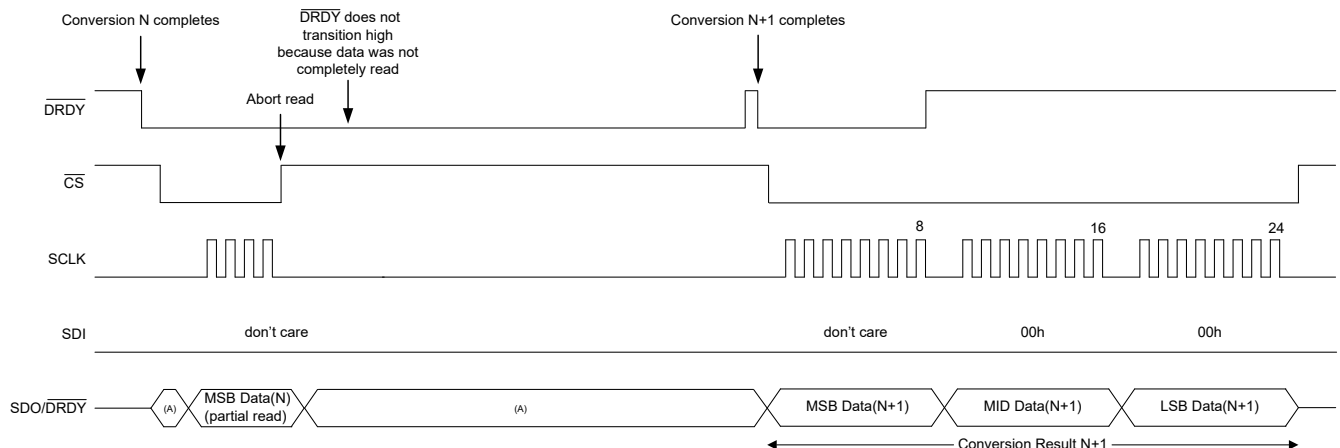 Conversion N completes
DRDY does not
transition high
because data was not
completely read
Conversion N+1 completes
Abort read
DRDY
CS
8
16
24
SCLK
SDI
don't care
don't care
00h
00h
SDO/DRDY
(A)
MSB Data(N)
(partial read)
(A)
MSB Data(N+1)
MID Data(N+1)
LSB Data(N+1)
Conversion Result N+1